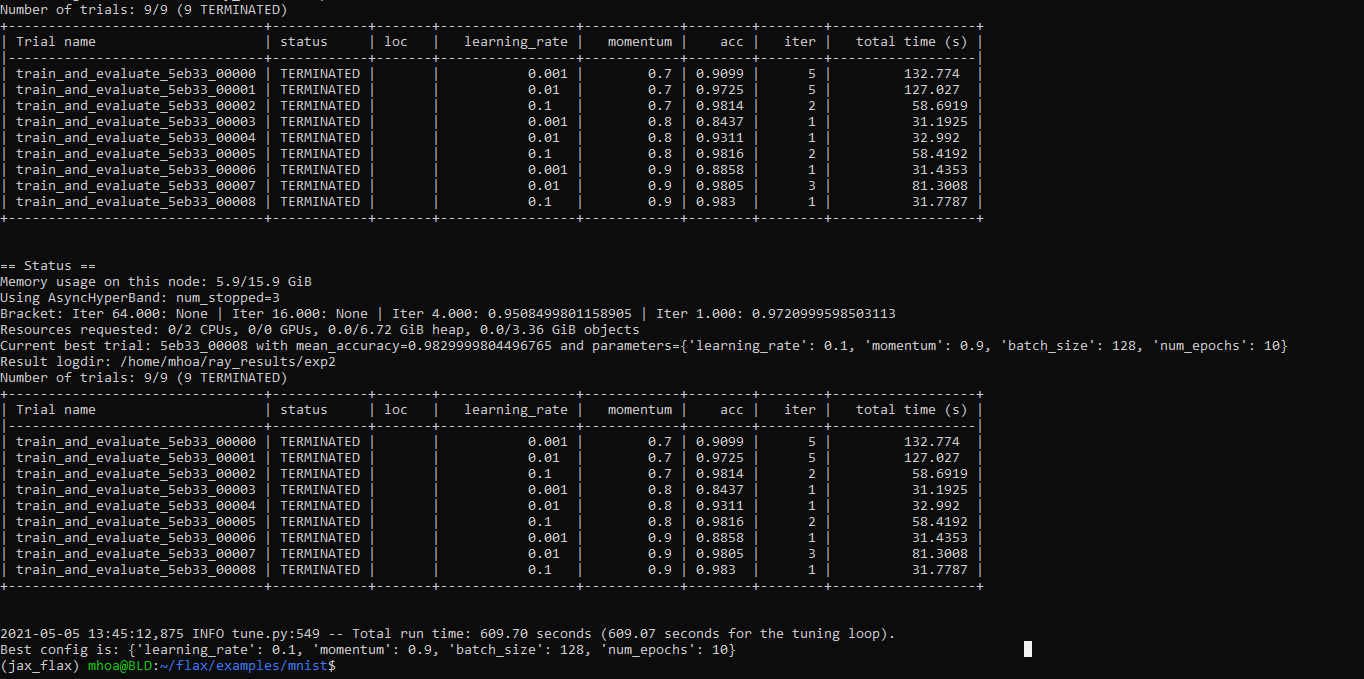 Number of trials: 9/9 (9 TERMINATED)
+--------------------------------+------------+-------+-----------------+------------+--------+--------+------------------+
| Trial name                     | status     | loc   |   learning_rate |   momentum |    acc |   iter |   total time (s) |
|--------------------------------+------------+-------+-----------------+------------+--------+--------+------------------|
| train_and_evaluate_5eb33_00000 | TERMINATED |       |           0.001 |        0.7 | 0.9099 |      5 |         132.774  |
| train_and_evaluate_5eb33_00001 | TERMINATED |       |           0.01  |        0.7 | 0.9725 |      5 |         127.027  |
| train_and_evaluate_5eb33_00002 | TERMINATED |       |           0.1   |        0.7 | 0.9814 |      2 |          58.6919 |
| train_and_evaluate_5eb33_00003 | TERMINATED |       |           0.001 |        0.8 | 0.8437 |      1 |          31.1925 |
| train_and_evaluate_5eb33_00004 | TERMINATED |       |           0.01  |        0.8 | 0.9311 |      1 |          32.992  |
| train_and_evaluate_5eb33_00005 | TERMINATED |       |           0.1   |        0.8 | 0.9816 |      2 |          58.4192 |
| train_and_evaluate_5eb33_00006 | TERMINATED |       |           0.001 |        0.9 | 0.8858 |      1 |          31.4353 |
| train_and_evaluate_5eb33_00007 | TERMINATED |       |           0.01  |        0.9 | 0.9805 |      3 |          81.3008 |
| train_and_evaluate_5eb33_00008 | TERMINATED |       |           0.1   |        0.9 | 0.983  |      1 |          31.7787 |
+--------------------------------+------------+-------+-----------------+------------+--------+--------+------------------+
== Status ==
Memory usage on this node: 5.9/15.9 GiB
Using AsyncHyperBand: num_stopped=3
Bracket: Iter 64.000: None | Iter 16.000: None | Iter 4.000: 0.9508499801158905 | Iter 1.000: 0.9720999598503113
Resources requested: 0/2 CPUs, 0/0 GPUs, 0.0/6.72 GiB heap, 0.0/3.36 GiB objects
Current best trial: 5eb33_00008 with mean_accuracy=0.9829999804496765 and parameters={'learning_rate': 0.1, 'momentum': 0.9, 'batch_size': 128, 'num_epochs': 10}
Result logdir: /home/mhoa/ray_results/exp2
Number of trials: 9/9 (9 TERMINATED)
+--------------------------------+------------+-------+-----------------+------------+--------+--------+------------------+
| Trial name                     | status     | loc   |   learning_rate |   momentum |    acc |   iter |   total time (s) |
|--------------------------------+------------+-------+-----------------+------------+--------+--------+------------------|
| train_and_evaluate_5eb33_00000 | TERMINATED |       |           0.001 |        0.7 | 0.9099 |      5 |         132.774  |
| train_and_evaluate_5eb33_00001 | TERMINATED |       |           0.01  |        0.7 | 0.9725 |      5 |         127.027  |
| train_and_evaluate_5eb33_00002 | TERMINATED |       |           0.1   |        0.7 | 0.9814 |      2 |          58.6919 |
| train_and_evaluate_5eb33_00003 | TERMINATED |       |           0.001 |        0.8 | 0.8437 |      1 |          31.1925 |
| train_and_evaluate_5eb33_00004 | TERMINATED |       |           0.01  |        0.8 | 0.9311 |      1 |          32.992  |
| train_and_evaluate_5eb33_00005 | TERMINATED |       |           0.1   |        0.8 | 0.9816 |      2 |          58.4192 |
| train_and_evaluate_5eb33_00006 | TERMINATED |       |           0.001 |        0.9 | 0.8858 |      1 |          31.4353 |
| train_and_evaluate_5eb33_00007 | TERMINATED |       |           0.01  |        0.9 | 0.9805 |      3 |          81.3008 |
| train_and_evaluate_5eb33_00008 | TERMINATED |       |           0.1   |        0.9 | 0.983  |      1 |          31.7787 |
+--------------------------------+------------+-------+-----------------+------------+--------+--------+------------------+
2021-05-05 13:45:12,875 INFO tune.py:549 -- Total run time: 609.70 seconds (609.07 seconds for the tuning loop).
Best config is: {'learning_rate': 0.1, 'momentum': 0.9, 'batch_size': 128, 'num_epochs': 10}
(jax_flax) mhoa@BLD:~/flax/examples/mnist$